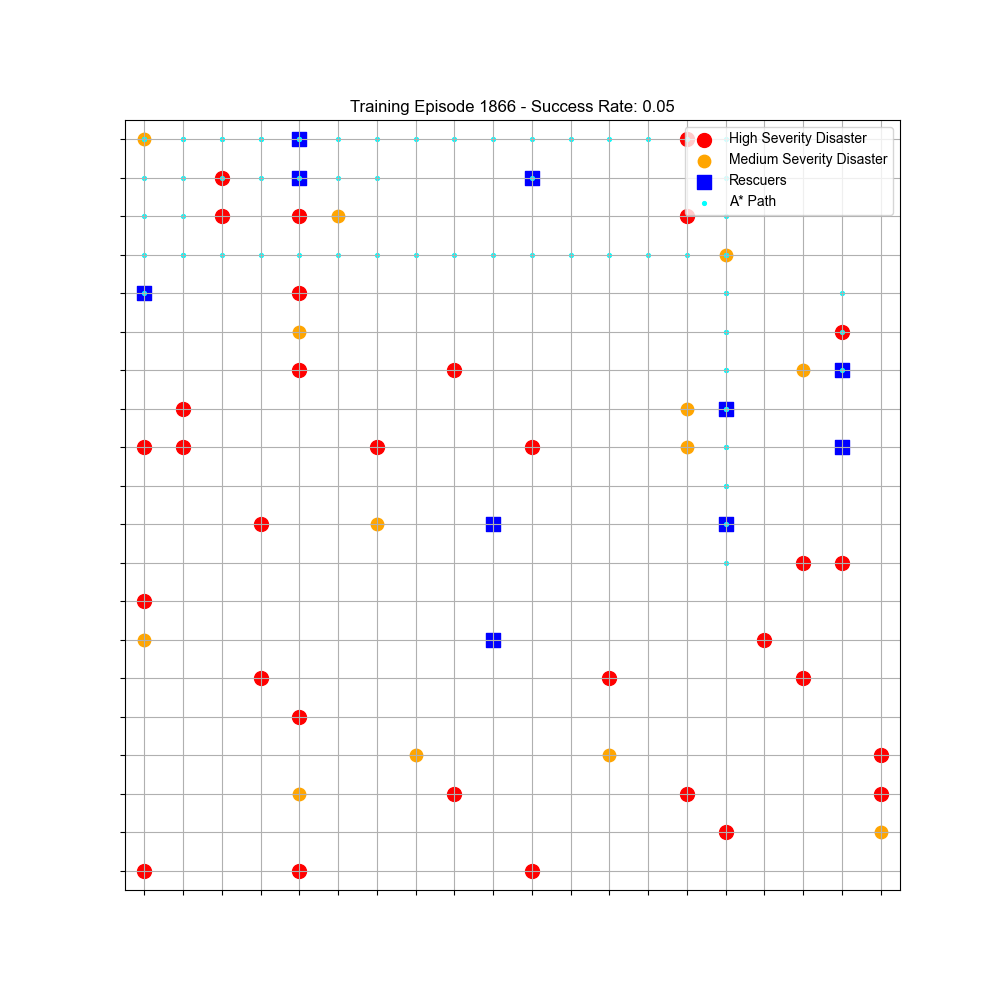 Training Episode 1866 - Success Rate: 0.05
High Severity Disaster
Medium Severity Disaster
Rescuers
A* Path